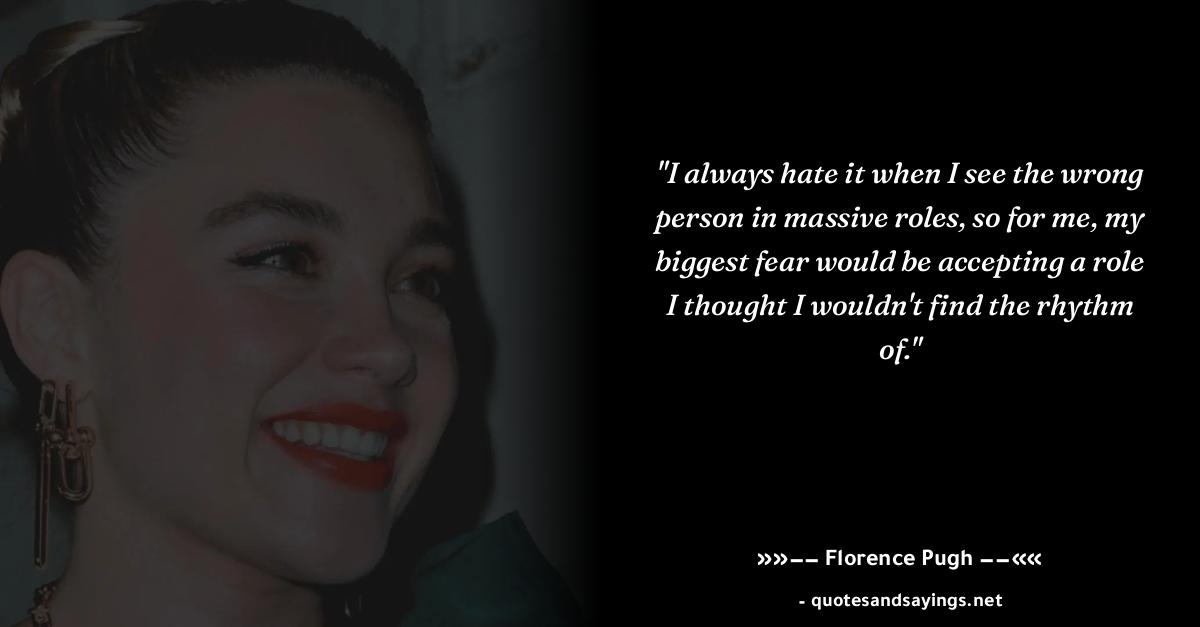 "I always hate it when I see the wrong
person in massive roles, so for me, my
biggest fear would be accepting a role
I thought I wouldn't find the rhythm
of."
»»–– Florence Pugh ––««
- quotesandsayings.net